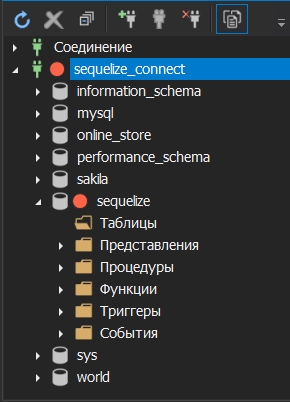 Соединение
sequelize_connect
information_schema
mysql
online_store
performance_schema
sakila
sequelize
Таблицы
Представления
Процедуры
Функции
Триггеры
События
sys
world